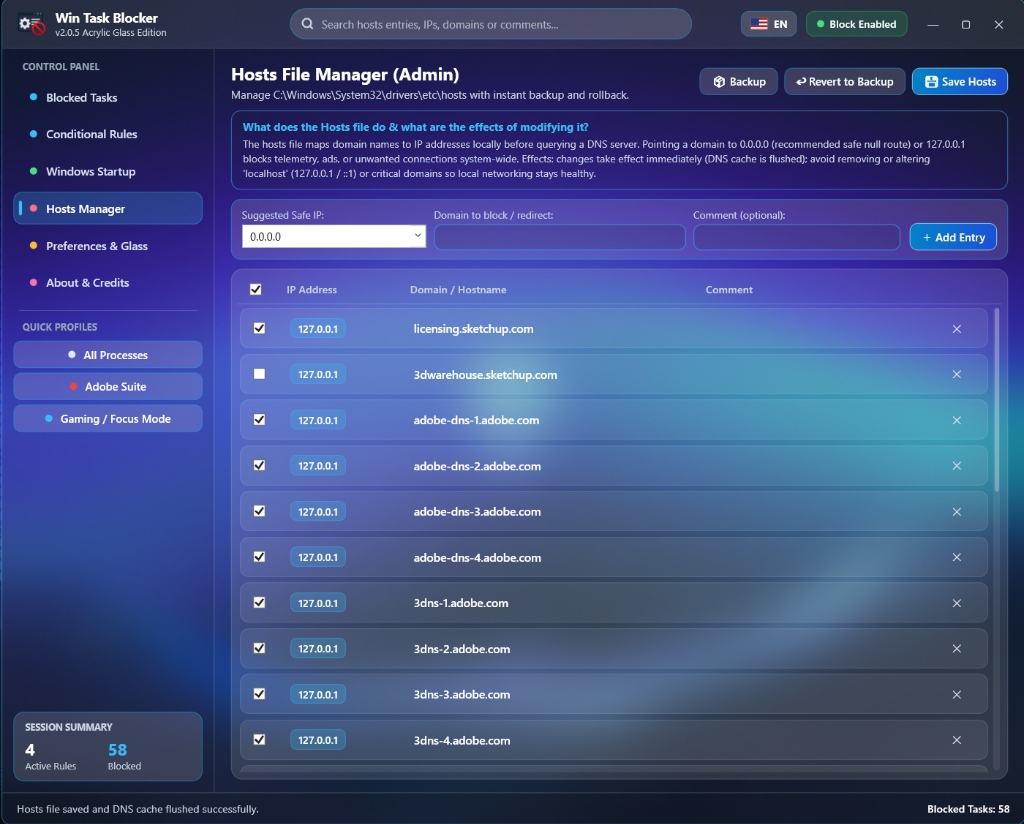 Win Task Blocker
v2.0.5 Acrylic Glass Edition
Search hosts entries, IPs, domains or comments...
EN
Block Enabled
CONTROL PANEL
Blocked Tasks
Conditional Rules
Windows Startup
Hosts Manager
Preferences & Glass
About & Credits
QUICK PROFILES
All Processes
Adobe Suite
Gaming / Focus Mode
SESSION SUMMARY
4 58
Active Rules Blocked
Hosts File Manager (Admin)
Manage C:\Windows\System32\drivers\etc\hosts with instant backup and rollback.
Backup
Revert to Backup
Save Hosts
What does the Hosts file do & what are the effects of modifying it?
The hosts file maps domain names to IP addresses locally before querying a DNS server. Pointing a domain to 0.0.0.0 (recommended safe null route) or 127.0.0.1
blocks telemetry, ads, or unwanted connections system-wide. Effects: changes take effect immediately (DNS cache is flushed); avoid removing or altering
'localhost' (127.0.0.1 / ::1) or critical domains so local networking stays healthy.
Suggested Safe IP: Domain to block / redirect: Comment (optional):
0.0.0.0
+ Add Entry
IP Address Domain / Hostname Comment
127.0.0.1 licensing.sketchup.com
127.0.0.1 3dwarehouse.sketchup.com
127.0.0.1 adobe-dns-1.adobe.com
127.0.0.1 adobe-dns-2.adobe.com
127.0.0.1 adobe-dns-3.adobe.com
127.0.0.1 adobe-dns-4.adobe.com
127.0.0.1 3dns-1.adobe.com
127.0.0.1 3dns-2.adobe.com
127.0.0.1 3dns-3.adobe.com
127.0.0.1 3dns-4.adobe.com
Hosts file saved and DNS cache flushed successfully.
Blocked Tasks: 58